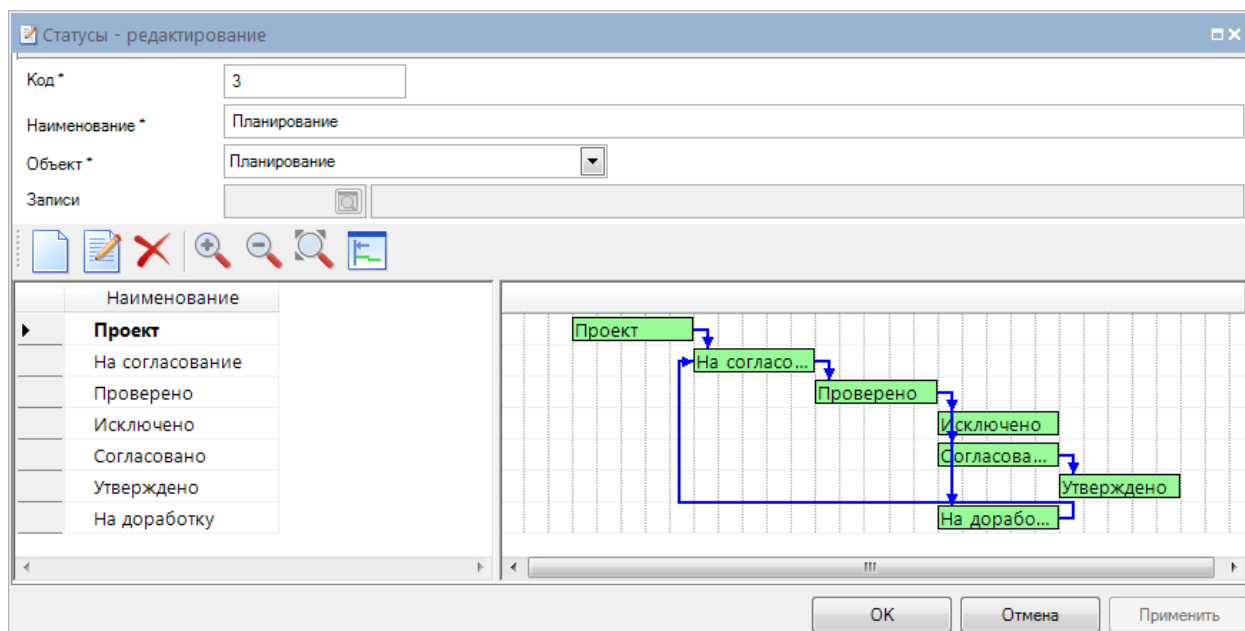 Статусы - редактирование
Код *
3
Наименование *
Планирование
Объект *
Планирование
Записи
Наименование
Проект
Проект
На согласование
На согласо...
Проверено
Проверено
Исключено
Исключено
Согласовано
Согласова...
Утверждено
Утверждено
На доработку
На дорабо...
OK
Отмена
Применить